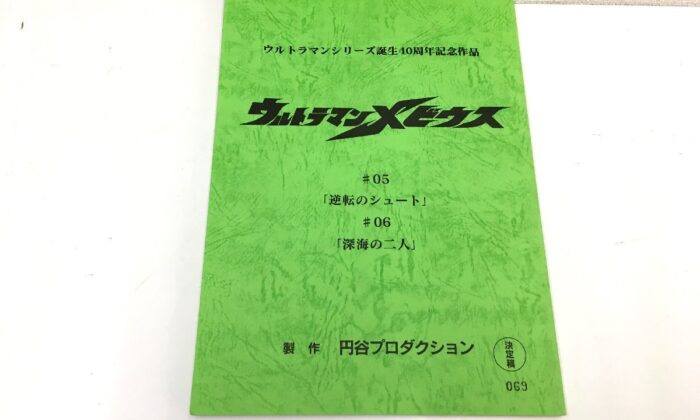 ウルトラマンシリーズ誕生40周年記念作品
ウルトラマンメビウス
♯05
「逆転のシュート」
♯06
「深海の二人」
製作 円谷プロダクション
決定稿
069